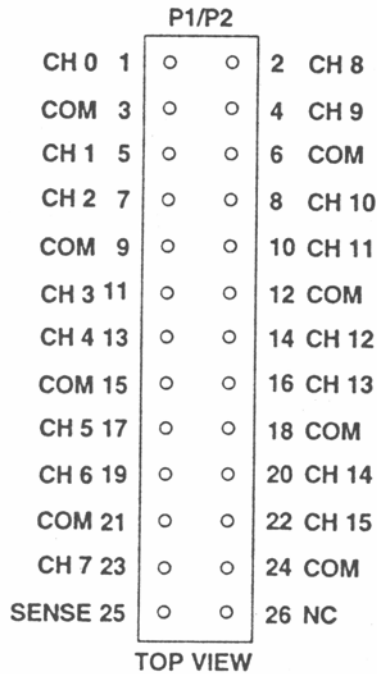 P1/P2
CH 0 1 2 CH 8
COM 3 4 CH 9
CH 1 5 6 COM
CH 2 7 8 CH 10
COM 9 10 CH 11
CH 3 11 12 COM
CH 4 13 14 CH 12
COM 15 16 CH 13
CH 5 17 18 COM
CH 6 19 20 CH 14
COM 21 22 CH 15
CH 7 23 24 COM
SENSE 25 26 NC
TOP VIEW